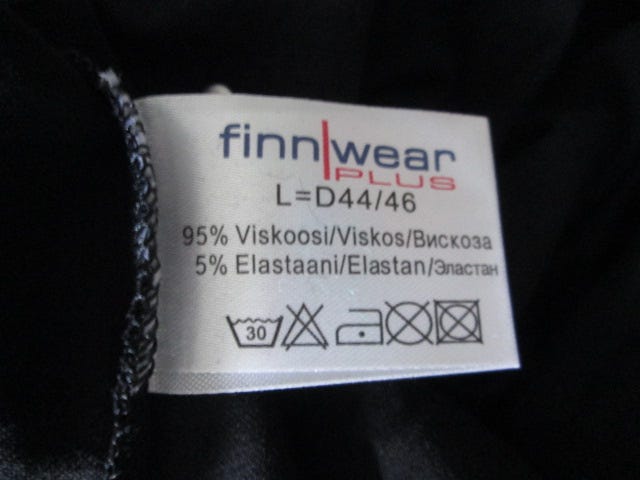 finn wear
PLUS
L=D44/46
95% Viskoosi/Viskos/Вискоза
5% Elastaani/Elastan/Эластан
30